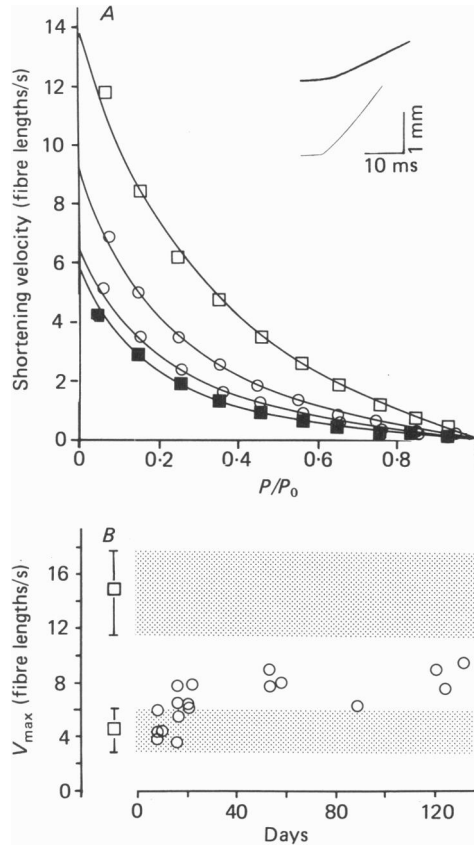 A
14
12
10
8
6
4
2
0
Shortening velocity (fibre lengths/s)
1 mm
10 ms
0
0·2
0·4
0·6
0·8
P/P₀
B
16
12
8
4
0
Vmax (fibre lengths/s)
0
40
80
120
Days